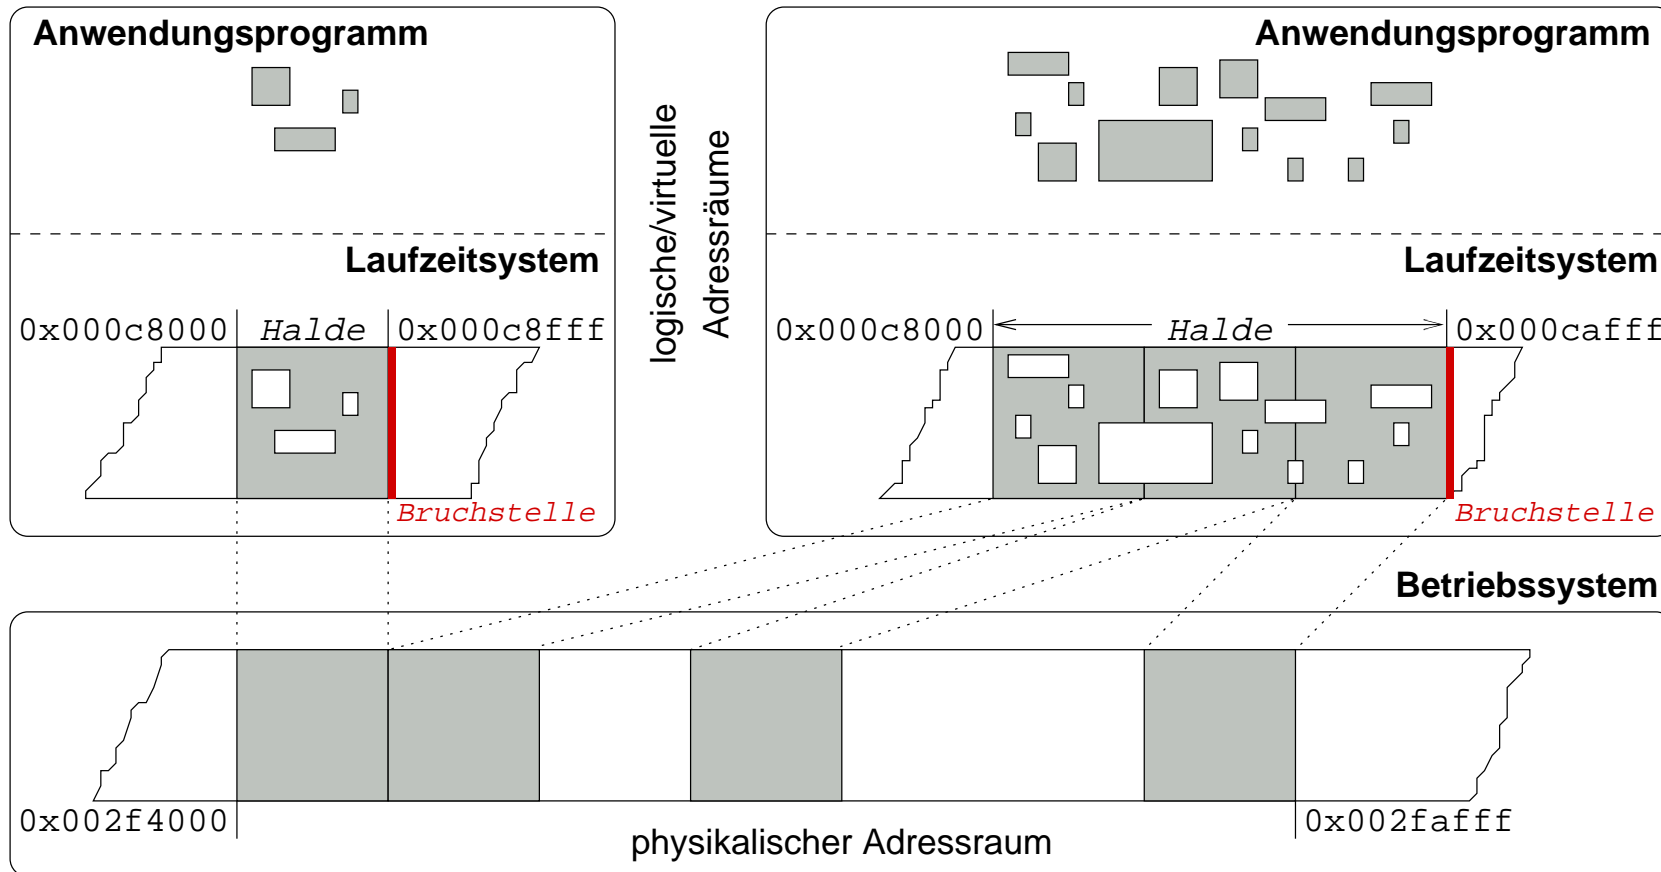 Anwendungsprogramm
Laufzeitsystem
0x000c8000
Halde
0x000c8fff
Bruchstelle
logische/virtuelle
Adressräume
Anwendungsprogramm
Laufzeitsystem
0x000c8000
Halde
0x000cafff
Bruchstelle
Betriebssystem
0x002f4000
0x002fafff
physikalischer Adressraum